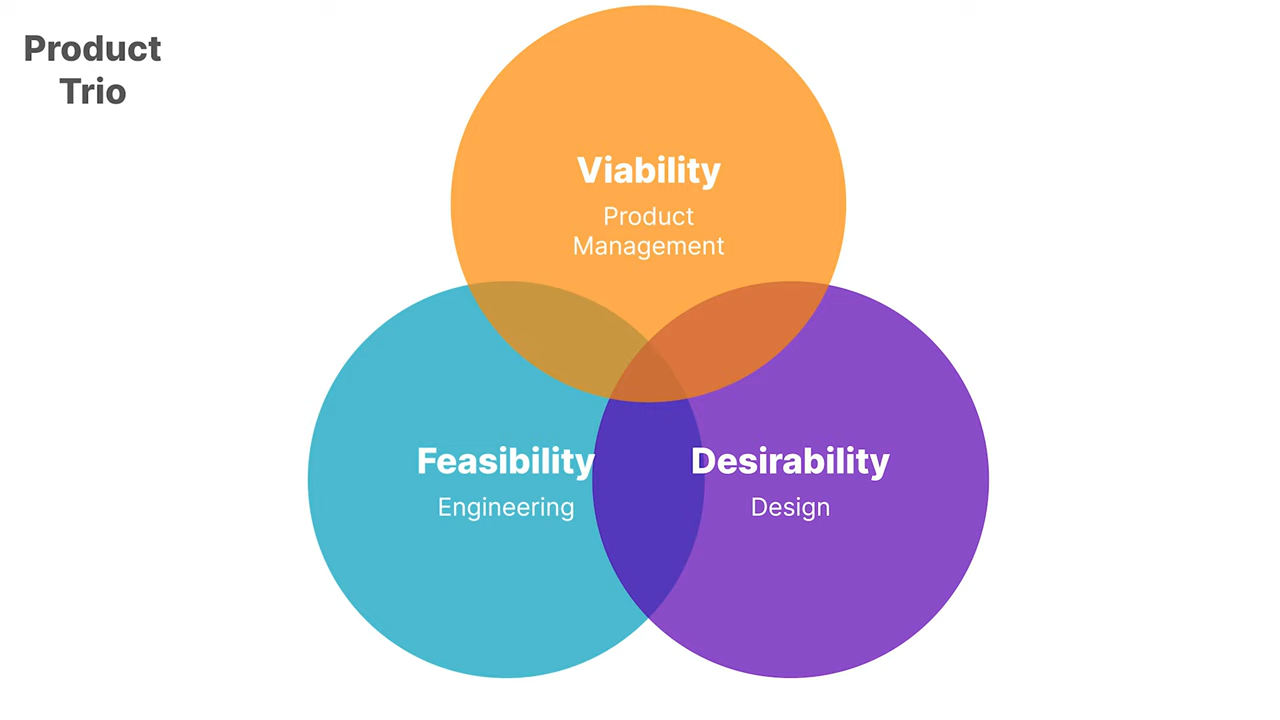 Product
Trio
Viability
Product
Management
Feasibility
Engineering
Desirability
Design